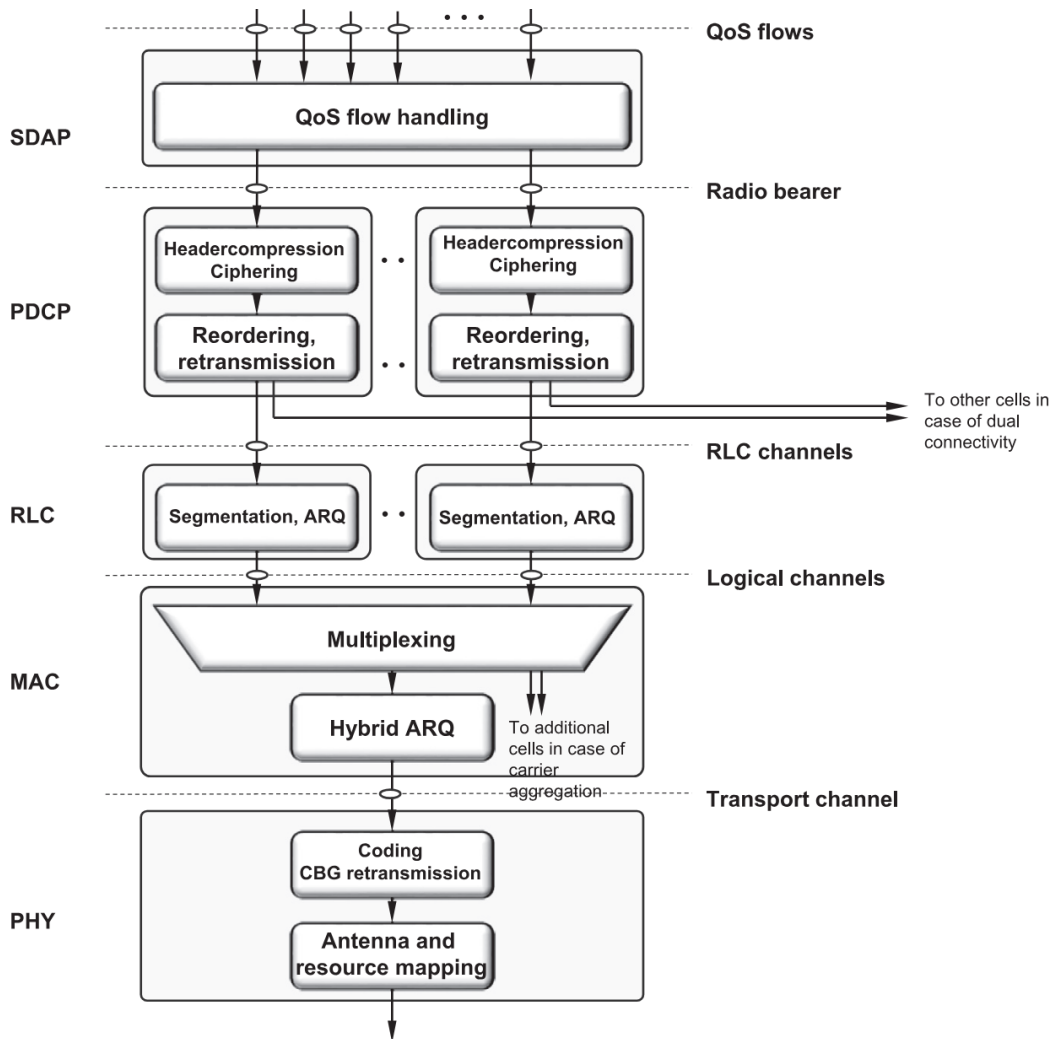 QoS flows
QoS flow handling
SDAP
Radio bearer
Headercompression
Ciphering
Headercompression
Ciphering
PDCP
Reordering,
retransmission
Reordering,
retransmission
To other cells in
case of dual
connectivity
RLC channels
RLC
Segmentation, ARQ
Segmentation, ARQ
Logical channels
Multiplexing
MAC
Hybrid ARQ
To additional
cells in case of
carrier
aggregation
Transport channel
Coding
CBG retransmission
PHY
Antenna and
resource mapping